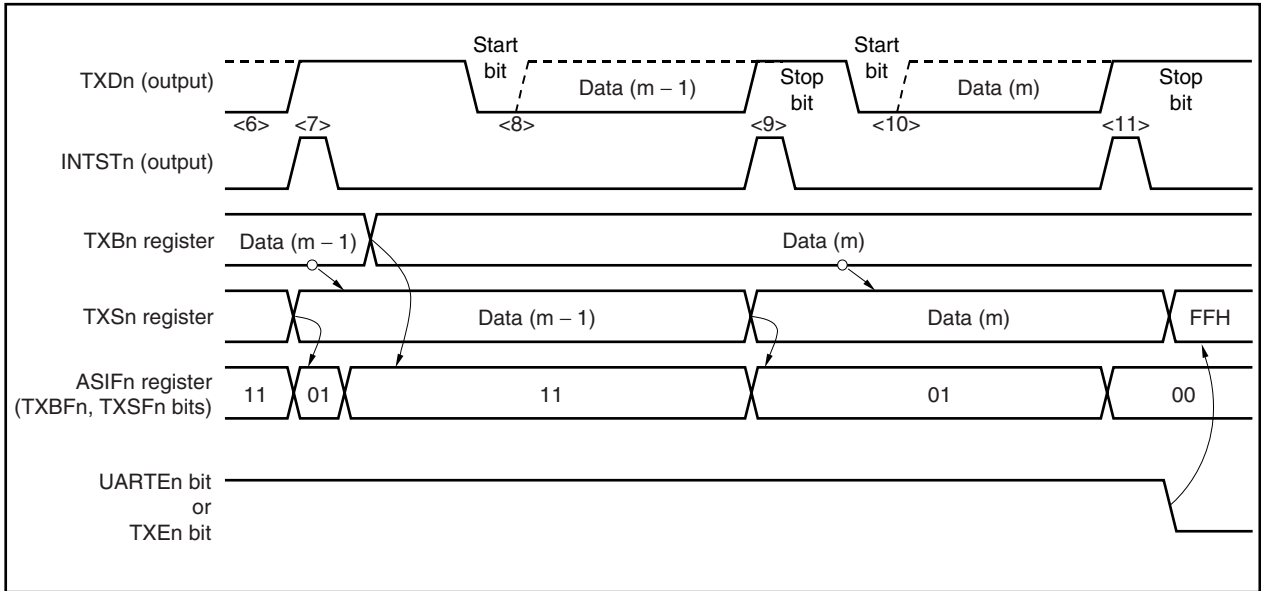 Start
bit
Start
bit
TXDn (output)
Data (m – 1)
Stop
bit
Data (m)
Stop
bit
<6> <7> <8> <9> <10> <11>
INTSTn (output)
TXBn register
Data (m – 1)
Data (m)
TXSn register
Data (m – 1)
Data (m)
FFH
ASIFn register
(TXBFn, TXSFn bits)
11
01
11
01
00
UARTEn bit
or
TXEn bit